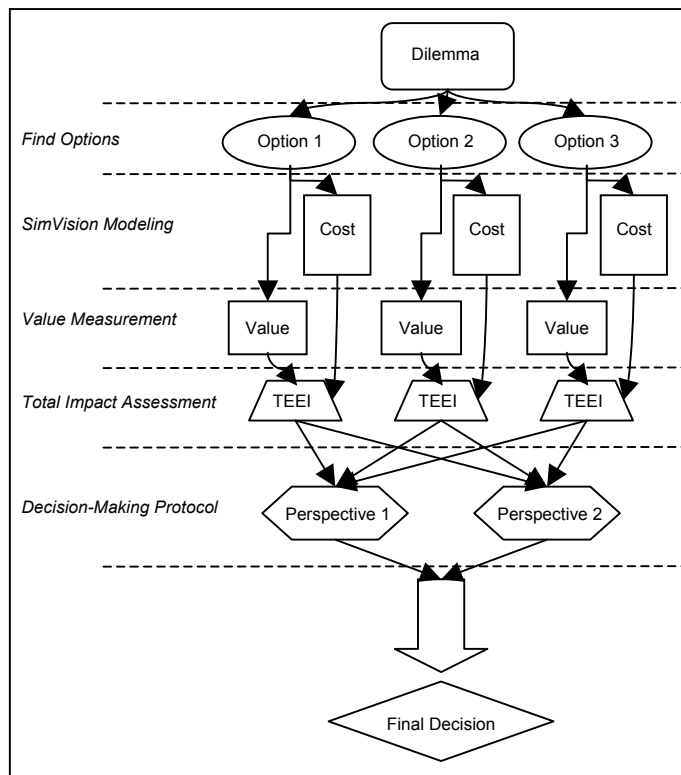 Dilemma
Find Options
Option 1
Option 2
Option 3
SimVision Modeling
Cost
Cost
Cost
Value Measurement
Value
Value
Value
Total Impact Assessment
TEEI
TEEI
TEEI
Decision-Making Protocol
Perspective 1
Perspective 2
Final Decision